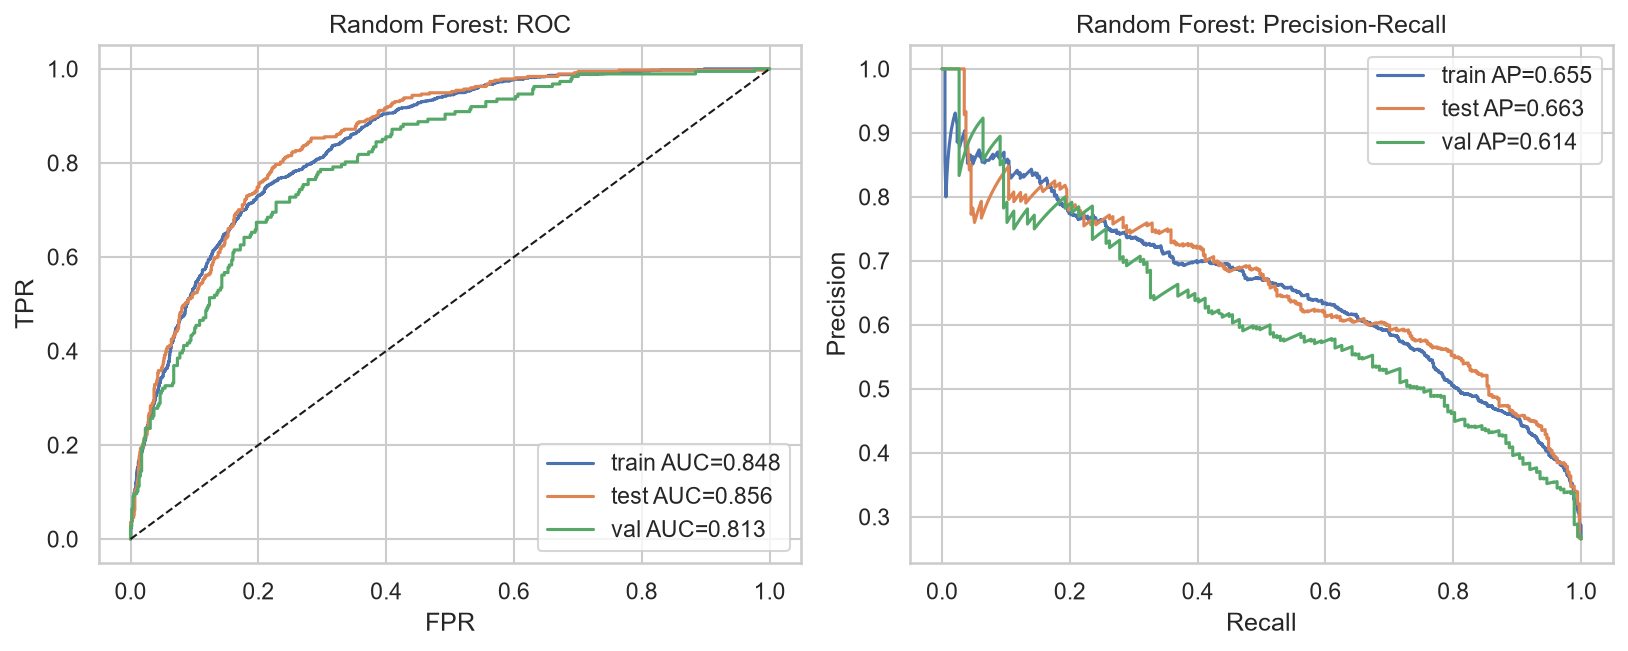 Random Forest: ROC
TPR
1.0
0.8
0.6
0.4
0.2
0.0
train AUC=0.848
test AUC=0.856
val AUC=0.813
0.0 0.2 0.4 0.6 0.8 1.0
FPR
Random Forest: Precision-Recall
Precision
1.0
0.9
0.8
0.7
0.6
0.5
0.4
0.3
train AP=0.655
test AP=0.663
val AP=0.614
0.0 0.2 0.4 0.6 0.8 1.0
Recall